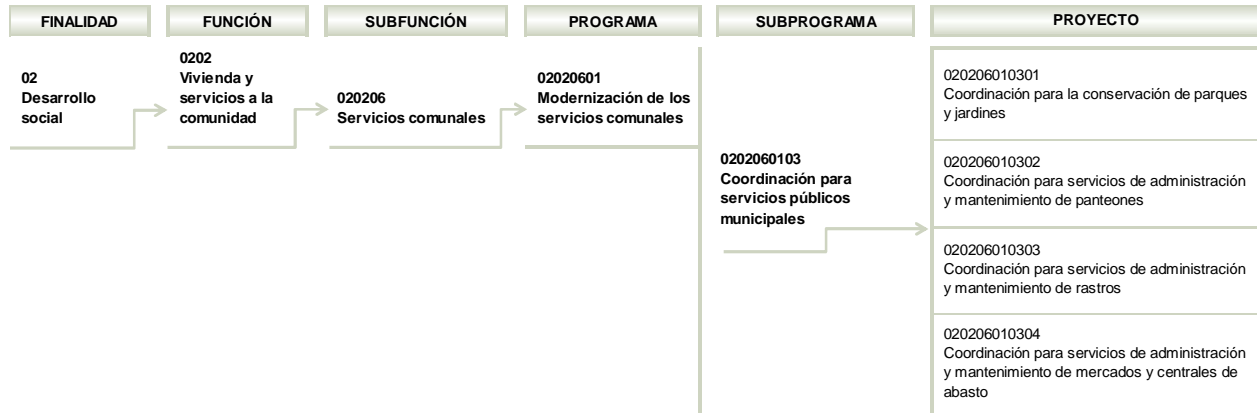 FINALIDAD
FUNCIÓN
SUBFUNCIÓN
PROGRAMA
SUBPROGRAMA
PROYECTO
02
Desarrollo
social
0202
Vivienda y
servicios a la
comunidad
020206
Servicios comunales
02020601
Modernización de los
servicios comunales
0202060103
Coordinación para
servicios públicos
municipales
020206010301
Coordinación para la conservación de parques
y jardines
020206010302
Coordinación para servicios de administración
y mantenimiento de panteones
020206010303
Coordinación para servicios de administración
y mantenimiento de rastros
020206010304
Coordinación para servicios de administración
y mantenimiento de mercados y centrales de
abasto